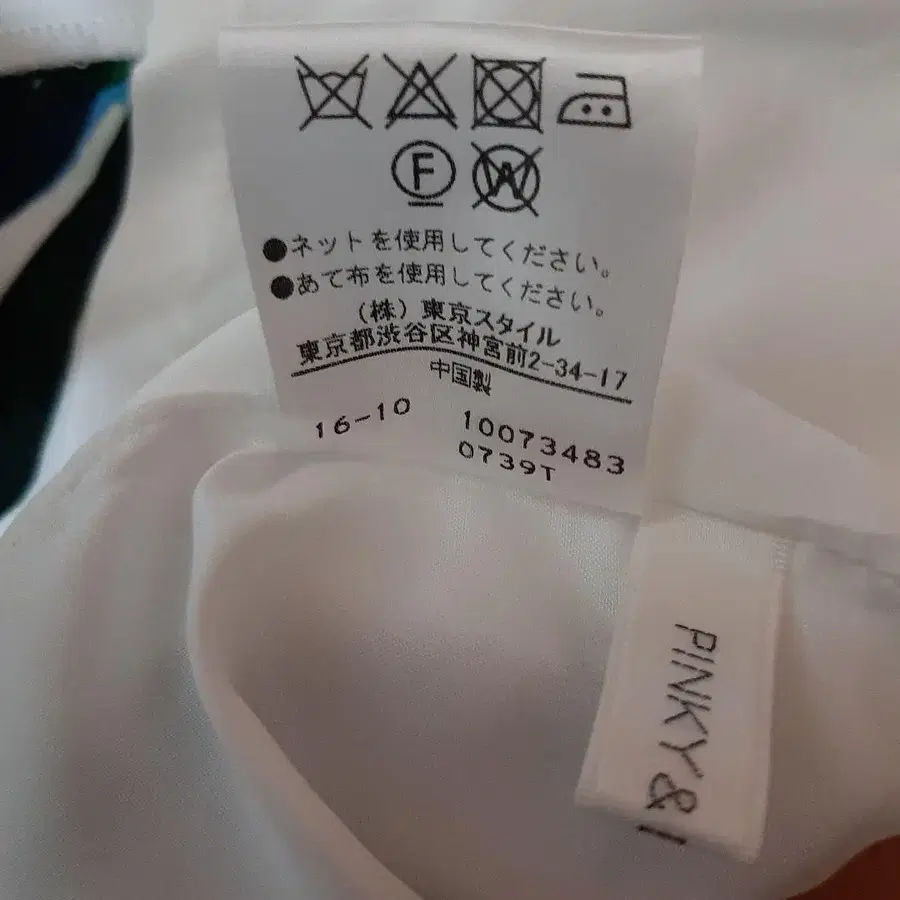 F
W
●ネットを使用してください。
●あて布を使用してください。
(株)東京スタイル
東京都渋谷区神宮前2-34-17
中国製
16-10 10073483
0739T
PINKY&